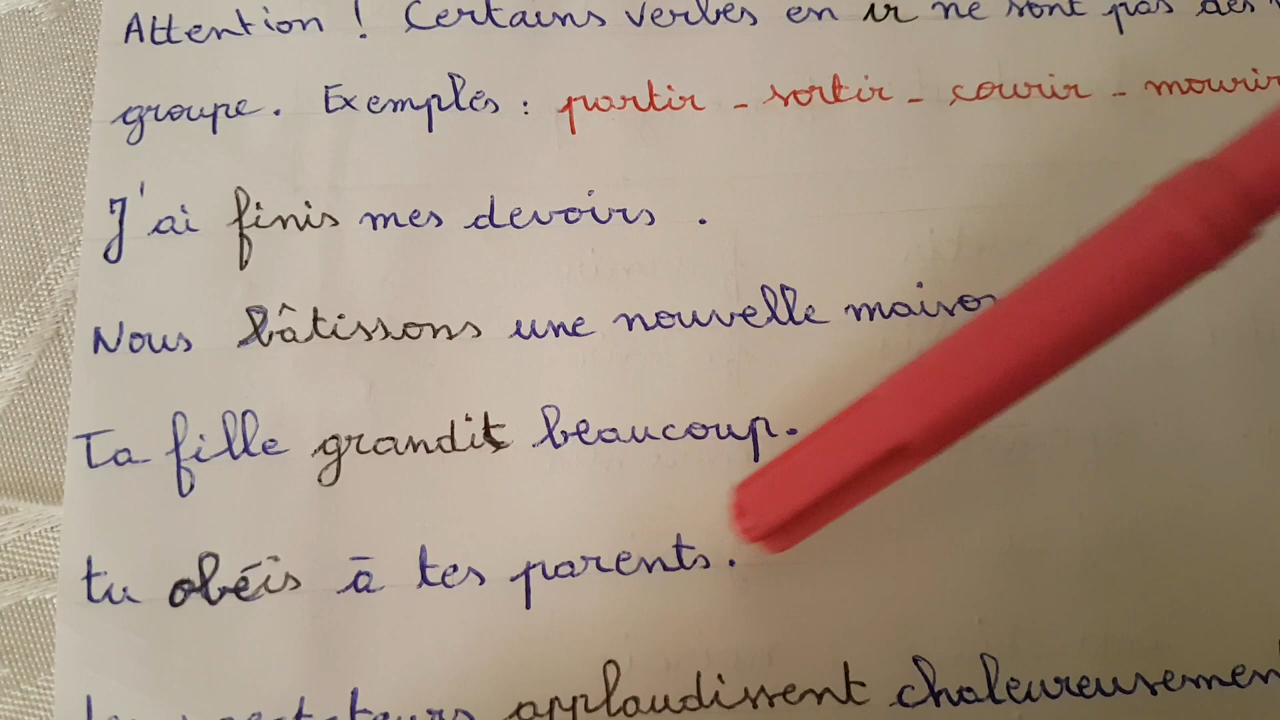 Attention ! Certains verbes en ir ne sont pas des
groupe. Exemples : partir - sortir - courir - mourir
J'ai finis mes devoirs .
Nous bâtissons une nouvelle maison
Ta fille grandit beaucoup.
tu obéis à tes parents.
applaudissent chaleureusement